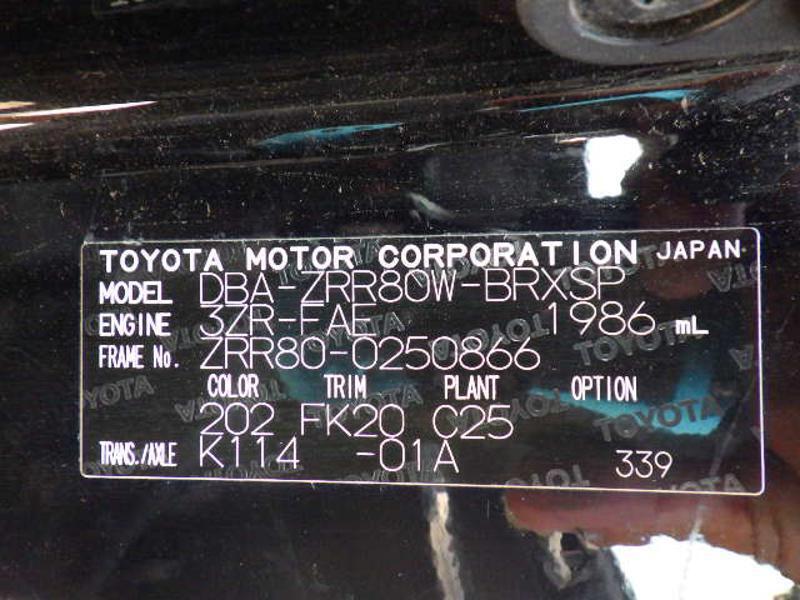 TOYOTA MOTOR CORPORATION JAPAN
MODEL DBA-ZRR80W-BRXSP
ENGINE 3ZR-FAE 1986 mL
FRAME No. ZRR80-0250866
COLOR TRIM PLANT OPTION
202 FK20 C25
TRANS./AXLE K114 -01A 339